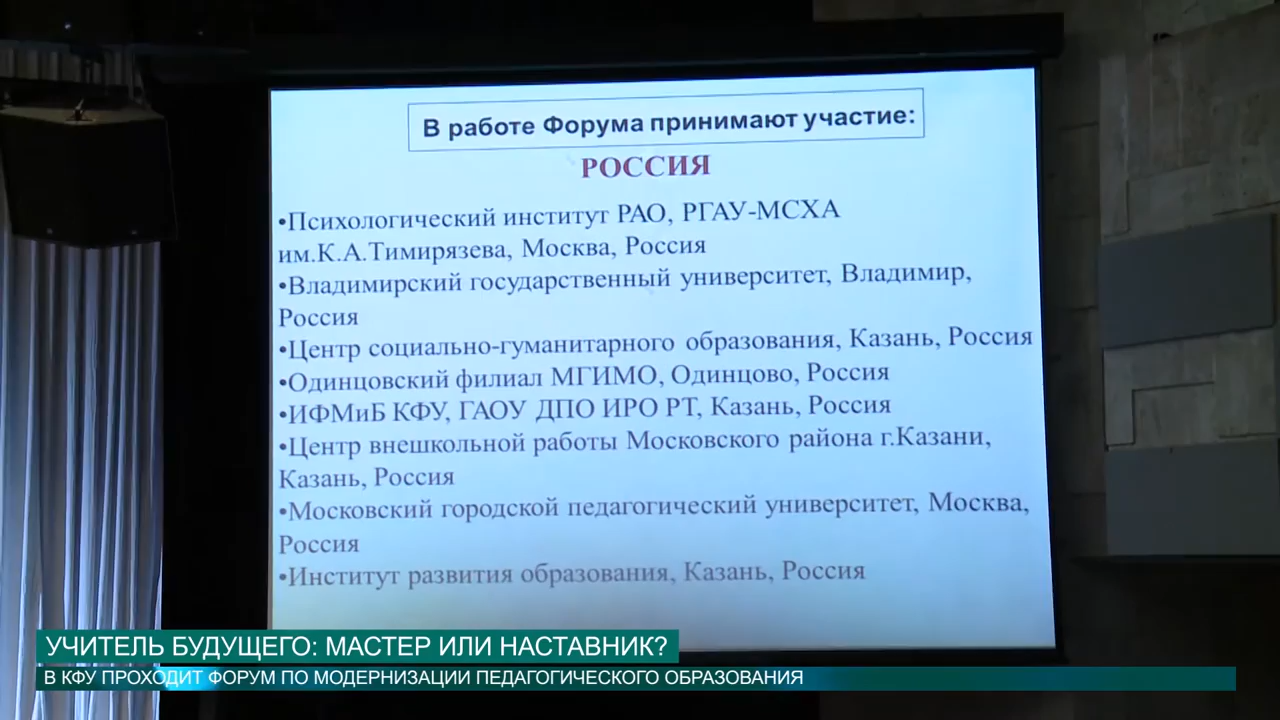 В работе Форума принимают участие:
РОССИЯ
•Психологический институт РАО, РГАУ-МСХА
им.К.А.Тимирязева, Москва, Россия
•Владимирский государственный университет, Владимир,
Россия
•Центр социально-гуманитарного образования, Казань, Россия
•Одинцовский филиал МГИМО, Одинцово, Россия
•ИФМиБ КФУ, ГАОУ ДПО ИРО РТ, Казань, Россия
•Центр внешкольной работы Московского района г.Казани,
Казань, Россия
•Московский городской педагогический университет, Москва,
Россия
•Институт развития образования, Казань, Россия
УЧИТЕЛЬ БУДУЩЕГО: МАСТЕР ИЛИ НАСТАВНИК?
В КФУ ПРОХОДИТ ФОРУМ ПО МОДЕРНИЗАЦИИ ПЕДАГОГИЧЕСКОГО ОБРАЗОВАНИЯ